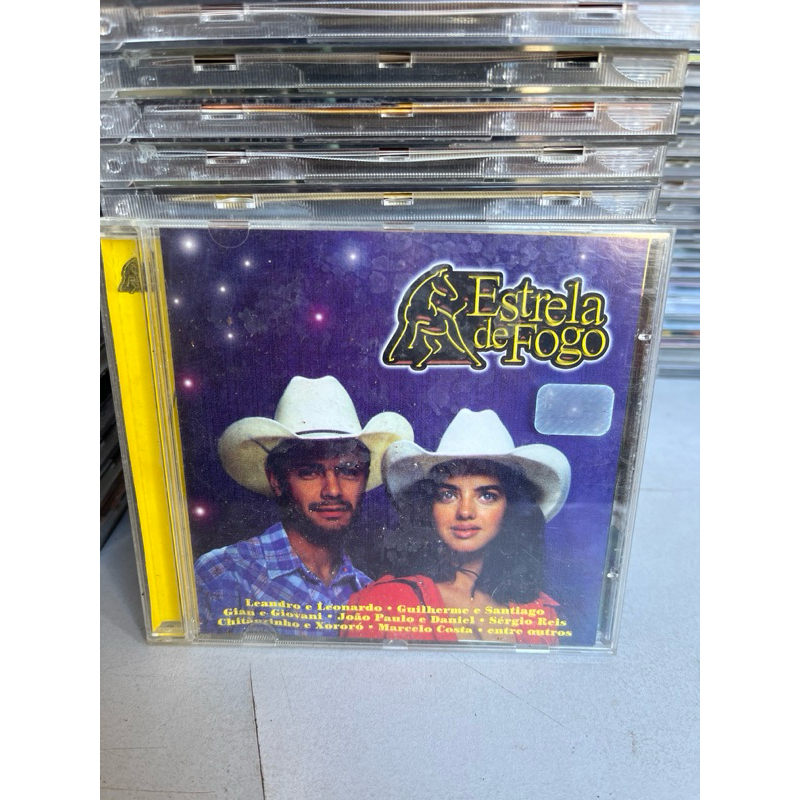 Estrela
de Fogo
Leandro e Leonardo • Guilherme e Santiago
Gian e Giovani • João Paulo e Daniel • Sérgio Reis
Chitãozinho e Xororó • Marcelo Costa • entre outros